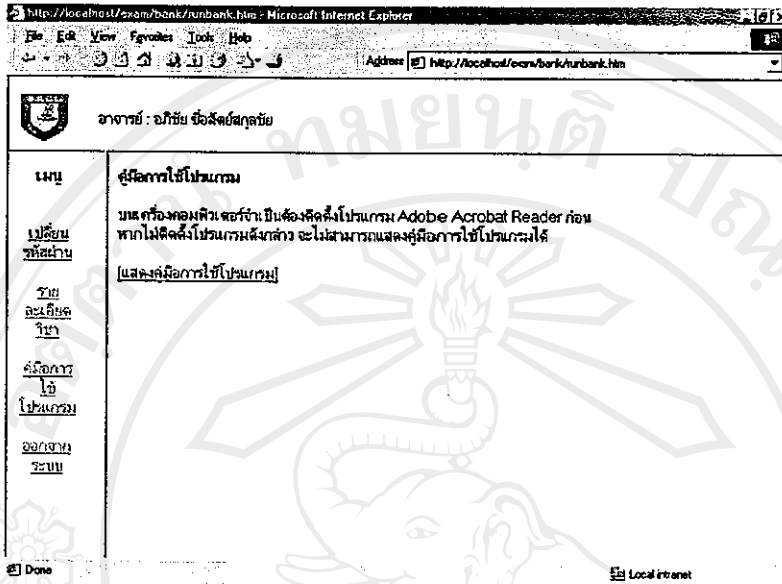 http://localhost/exam/bank/runbank.htm - Microsoft Internet Explorer
File Edit View Favorites Tools Help
Address http://localhost/exam/bank/runbank.htm
อาจารย์ : อภิชัย ซื่อสัตย์สกุลชัย
เมนู
เปลี่ยน
รหัสผ่าน
ราย
ละเอียด
วิชา
คู่มือการ
ใช้
โปรแกรม
ออกจาก
ระบบ
คู่มือการใช้โปรแกรม
บนเครื่องคอมพิวเตอร์จำเป็นต้องติดตั้งโปรแกรม Adobe Acrobat Reader ก่อน
หากไม่ติดตั้งโปรแกรมดังกล่าว จะไม่สามารถแสดงคู่มือการใช้โปรแกรมได้
[แสดงคู่มือการใช้โปรแกรม]
Done
Local intranet